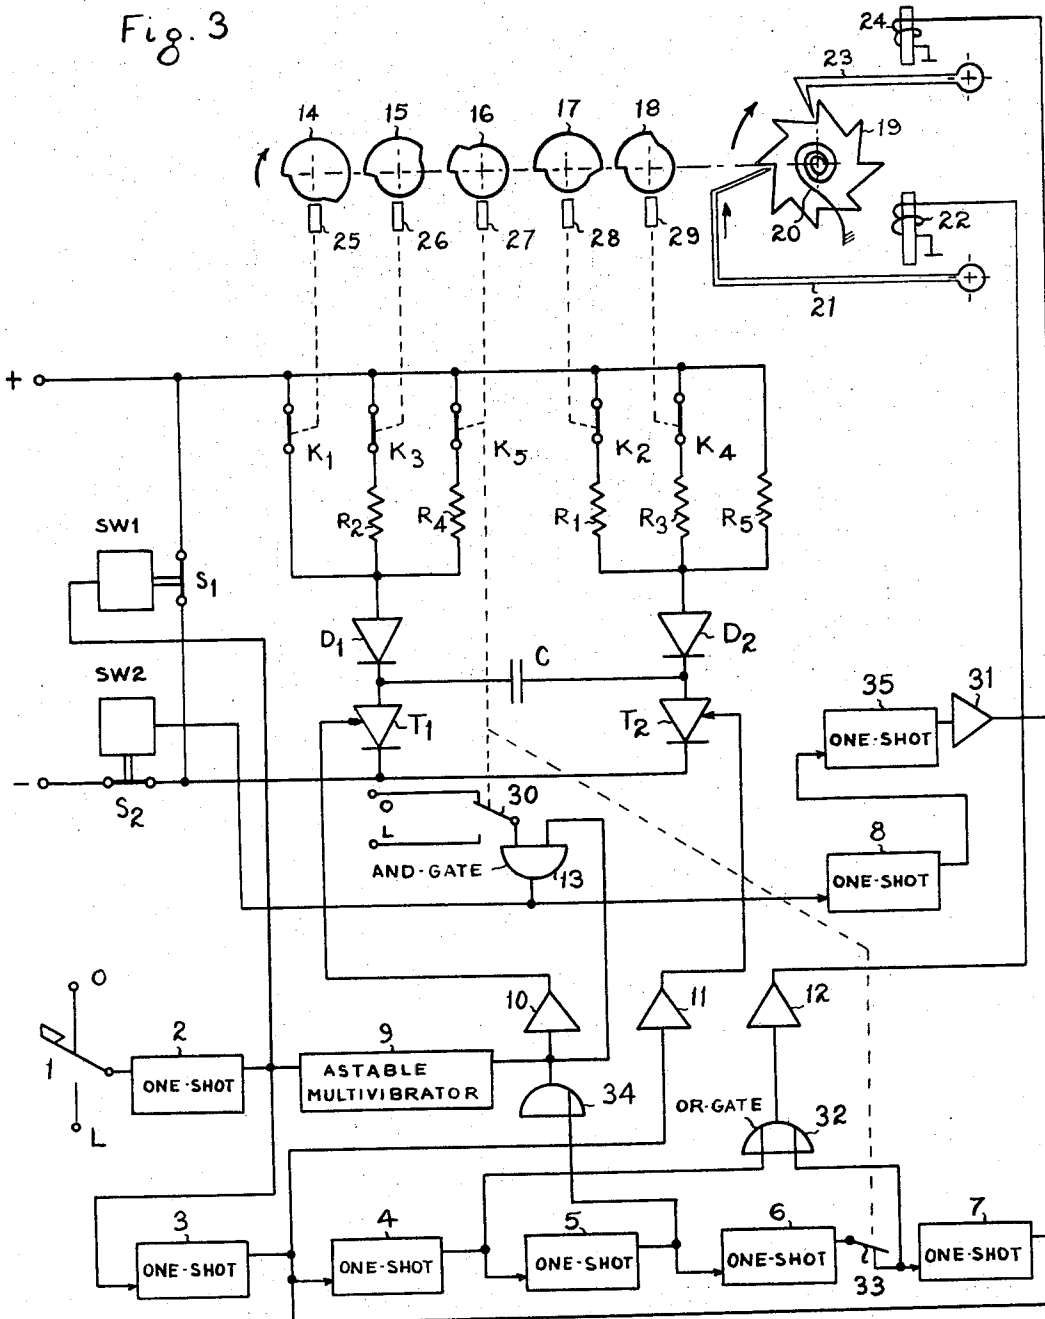 Fig. 3
24
23
14 15 16 17 18
19
25 26 27 28 29
20
22
21
+
K1 K3 K5 K2 K4
R2 R4 R1 R3 R5
SW1
S1
D1 D2
C
SW2
T1 T2
35 31
ONE-SHOT
-
S2
O
30
L
AND-GATE
13
8
ONE-SHOT
O
10 11 12
1
2
ONE-SHOT
9
ASTABLE
MULTIVIBRATOR
34
OR-GATE
32
L
3 4 5 6 7
ONE-SHOT ONE-SHOT ONE-SHOT ONE-SHOT ONE-SHOT
33